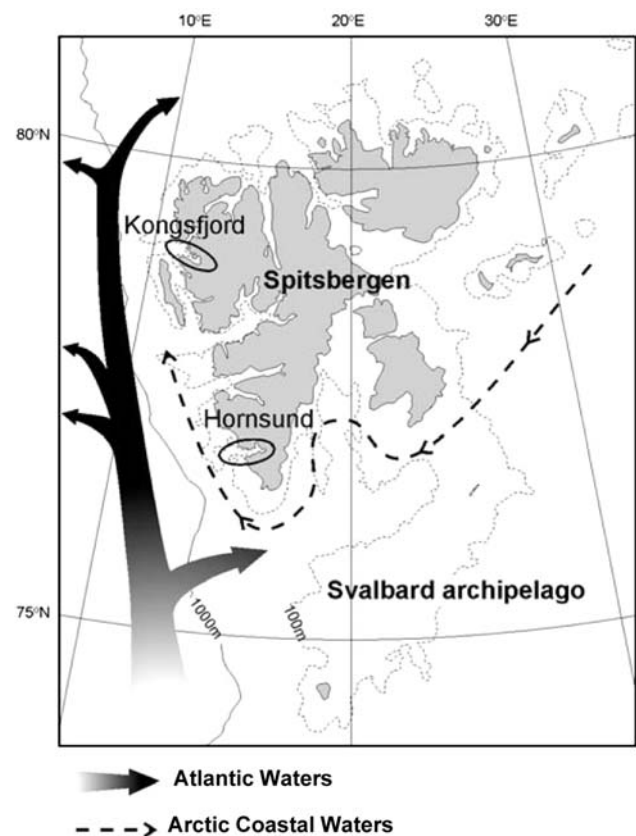 10°E
20°E
30°E
80°N
Kongsfjord
Spitsbergen
Hornsund
Svalbard archipelago
75°N
1000m
100m
Atlantic Waters
Arctic Coastal Waters